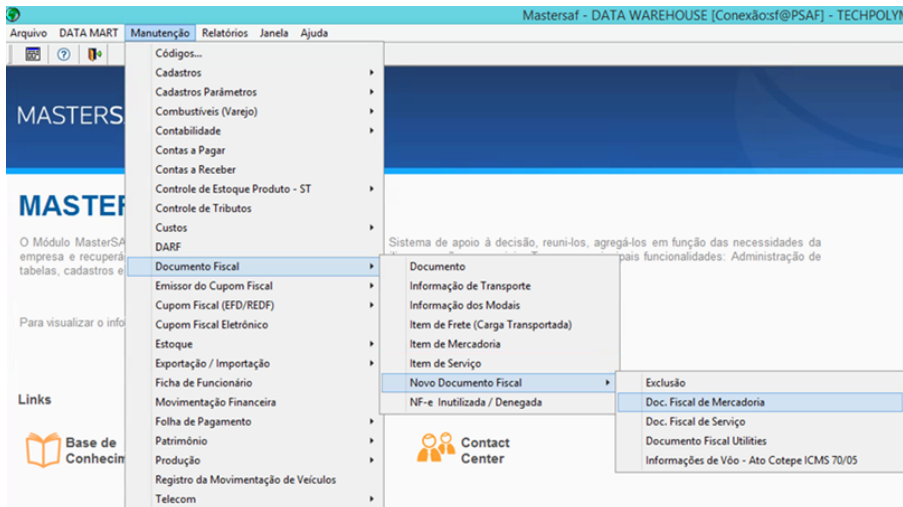 Mastersaf - DATA WAREHOUSE [Conexão:sf@PSAF] - TECHPOLYM
Arquivo DATA MART Manutenção Relatórios Janela Ajuda
MASTERS
Códigos...
Cadastros
Cadastros Parâmetros
Combustíveis (Varejo)
Contabilidade
Contas a Pagar
Contas a Receber
Controle de Estoque Produto - ST
Controle de Tributos
Custos
DARF
Documento Fiscal
Emissor do Cupom Fiscal
Cupom Fiscal (EFD/REDF)
Cupom Fiscal Eletrônico
Estoque
Exportação / Importação
Ficha de Funcionário
Movimentação Financeira
Folha de Pagamento
Patrimônio
Produção
Registro da Movimentação de Veículos
Telecom
Documento
Informação de Transporte
Informação dos Modais
Item de Frete (Carga Transportada)
Item de Mercadoria
Item de Serviço
Novo Documento Fiscal
NF-e Inutilizada / Denegada
Exclusão
Doc. Fiscal de Mercadoria
Doc. Fiscal de Serviço
Documento Fiscal Utilities
Informações de Vôo - Ato Cotepe ICMS 70/05
MASTER
O Módulo MasterSA Sistema de apoio à decisão, reuni-los, agregá-los em função das necessidades da
empresa e recuperá pais funcionalidades: Administração de
tabelas, cadastros e
Para visualizar o info
Links
Base de
Conhecim
Contact
Center